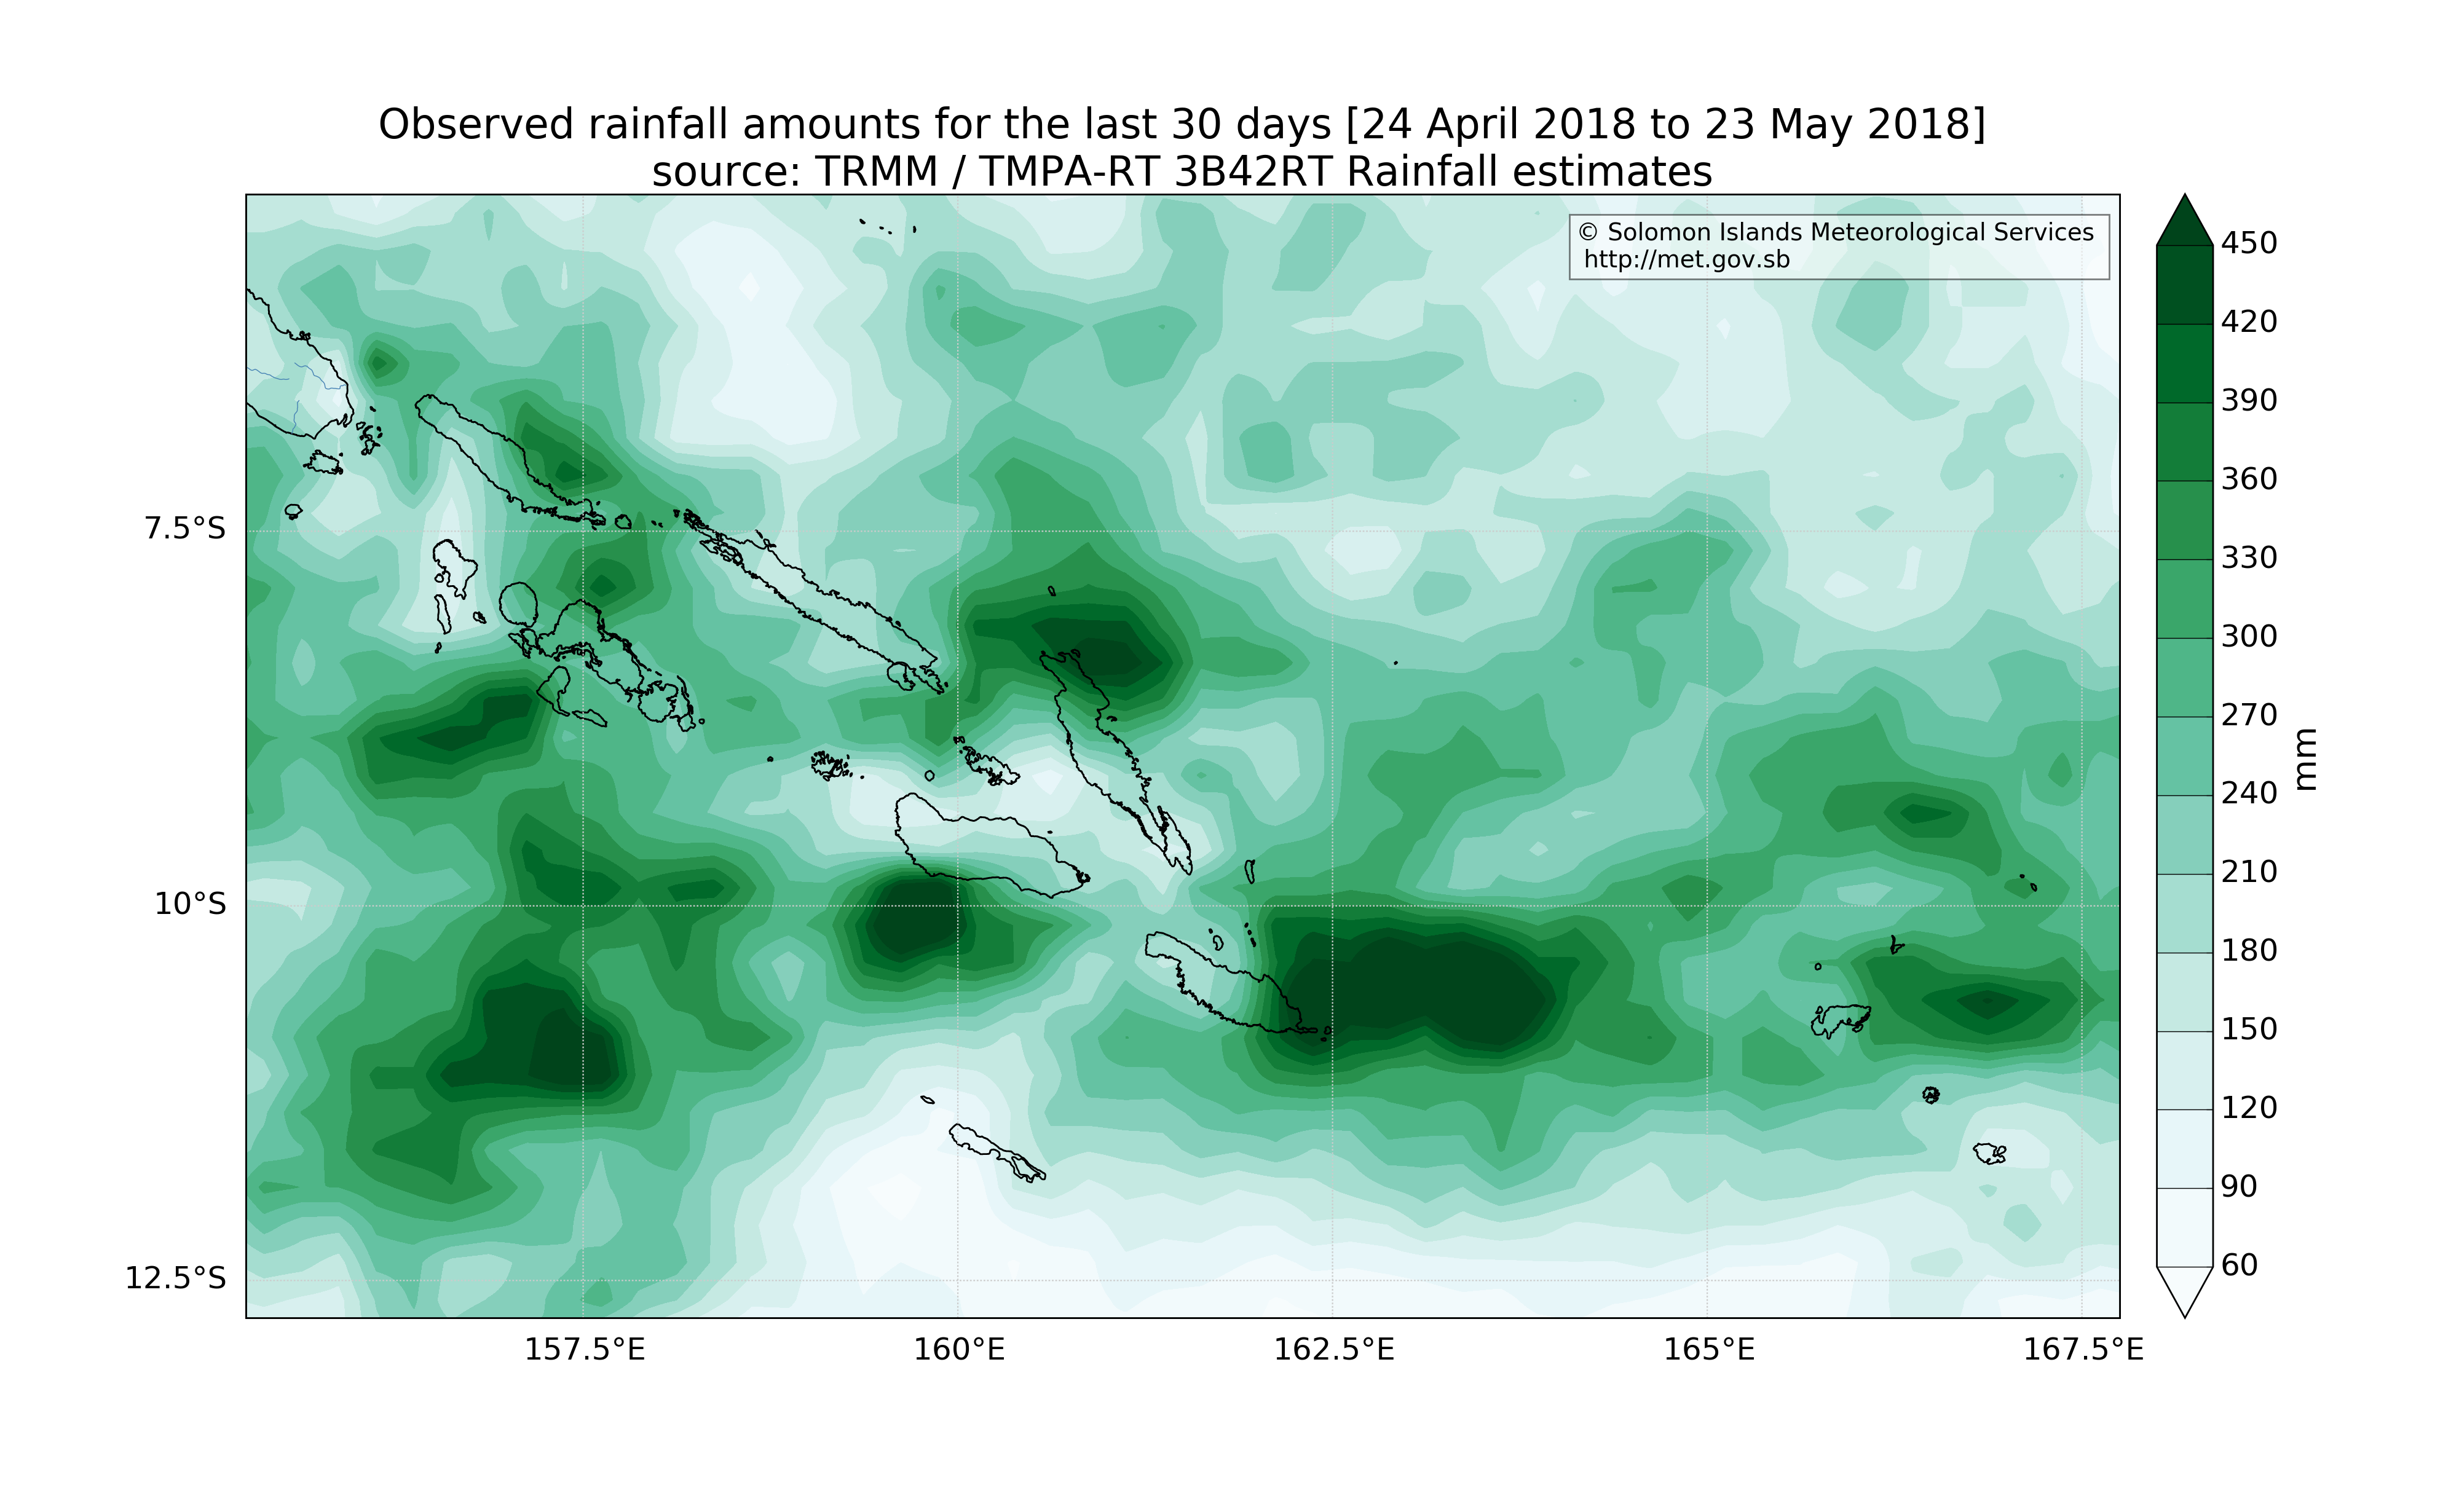 Observed rainfall amounts for the last 30 days [24 April 2018 to 23 May 2018]
source: TRMM / TMPA-RT 3B42RT Rainfall estimates
© Solomon Islands Meteorological Services
http://met.gov.sb
7.5°S
10°S
12.5°S
157.5°E
160°E
162.5°E
165°E
167.5°E
450
420
390
360
330
300
270
240
210
180
150
120
90
60
mm